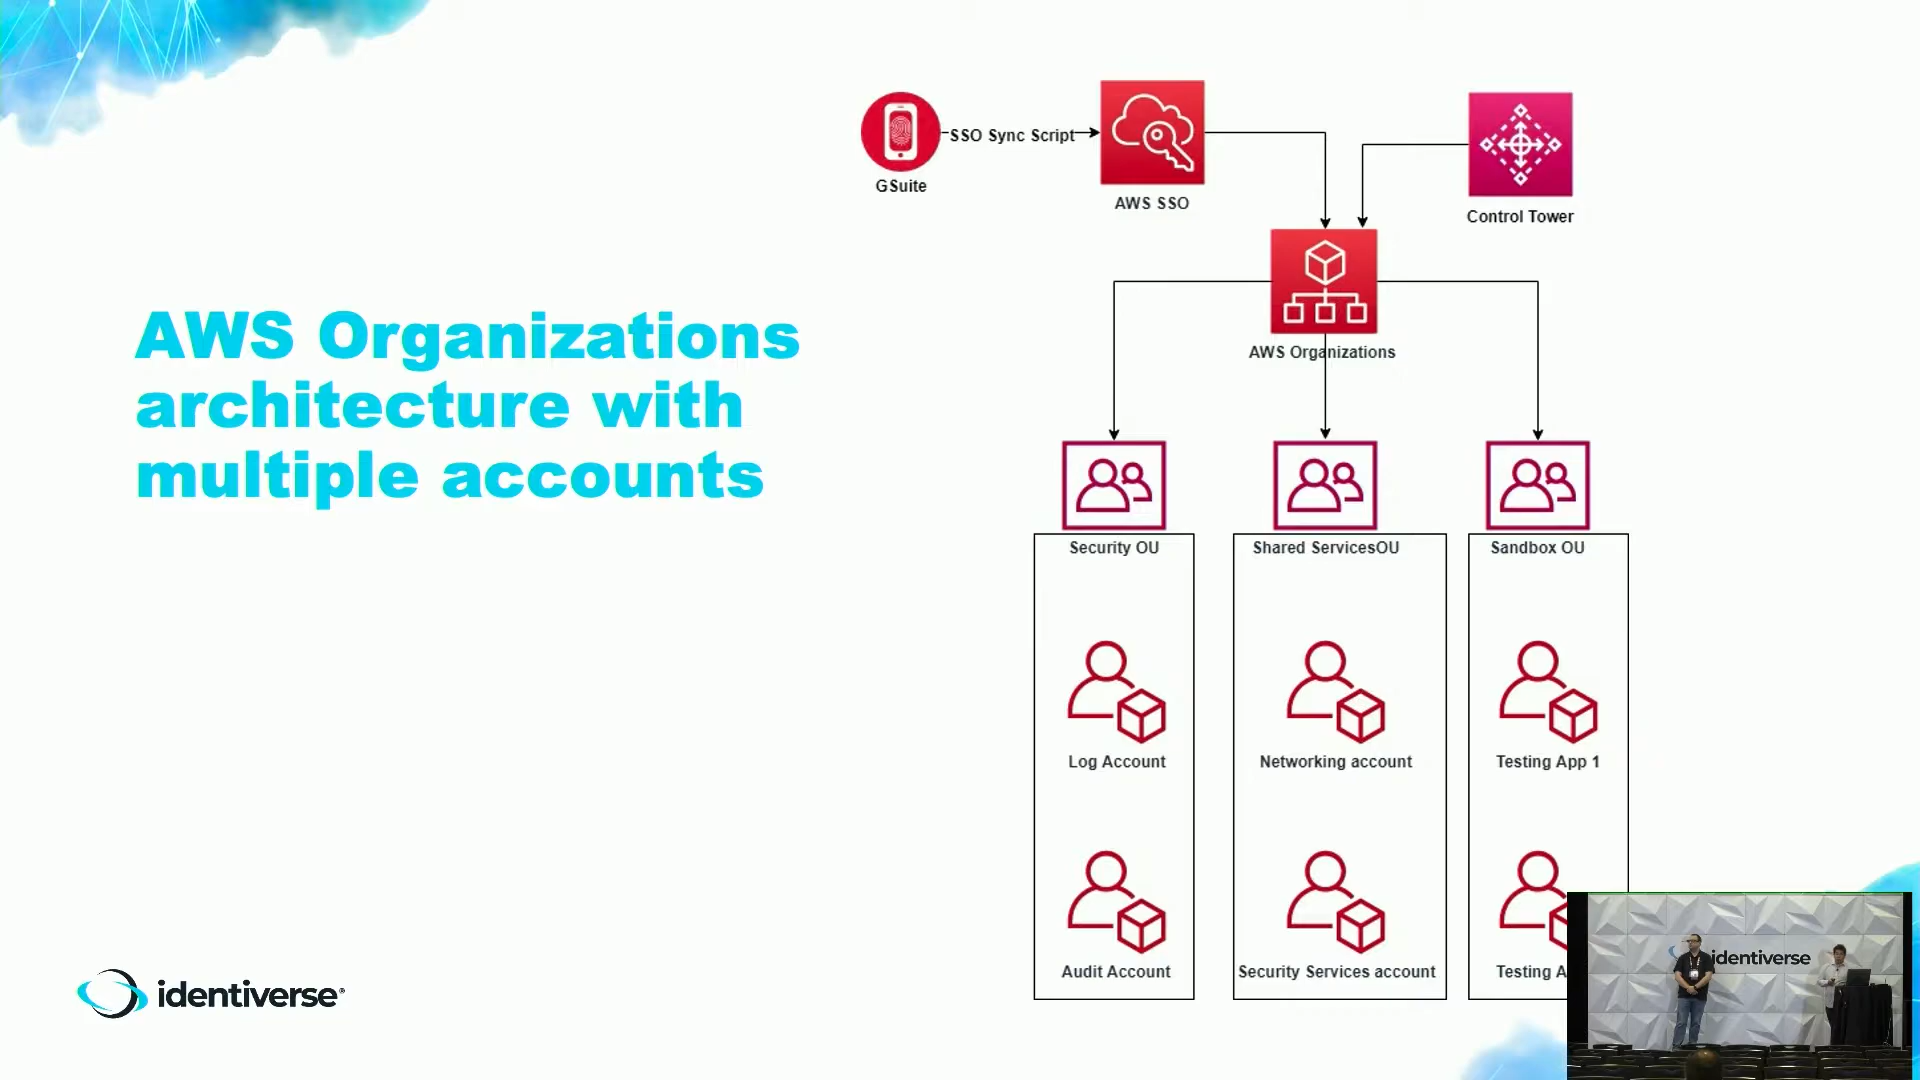 AWS Organizations
architecture with
multiple accounts
SSO Sync Script
GSuite
AWS SSO
Control Tower
AWS Organizations
Security OU
Shared ServicesOU
Sandbox OU
Log Account
Networking account
Testing App 1
Audit Account
Security Services account
Testing A
identiverse®
identiverse